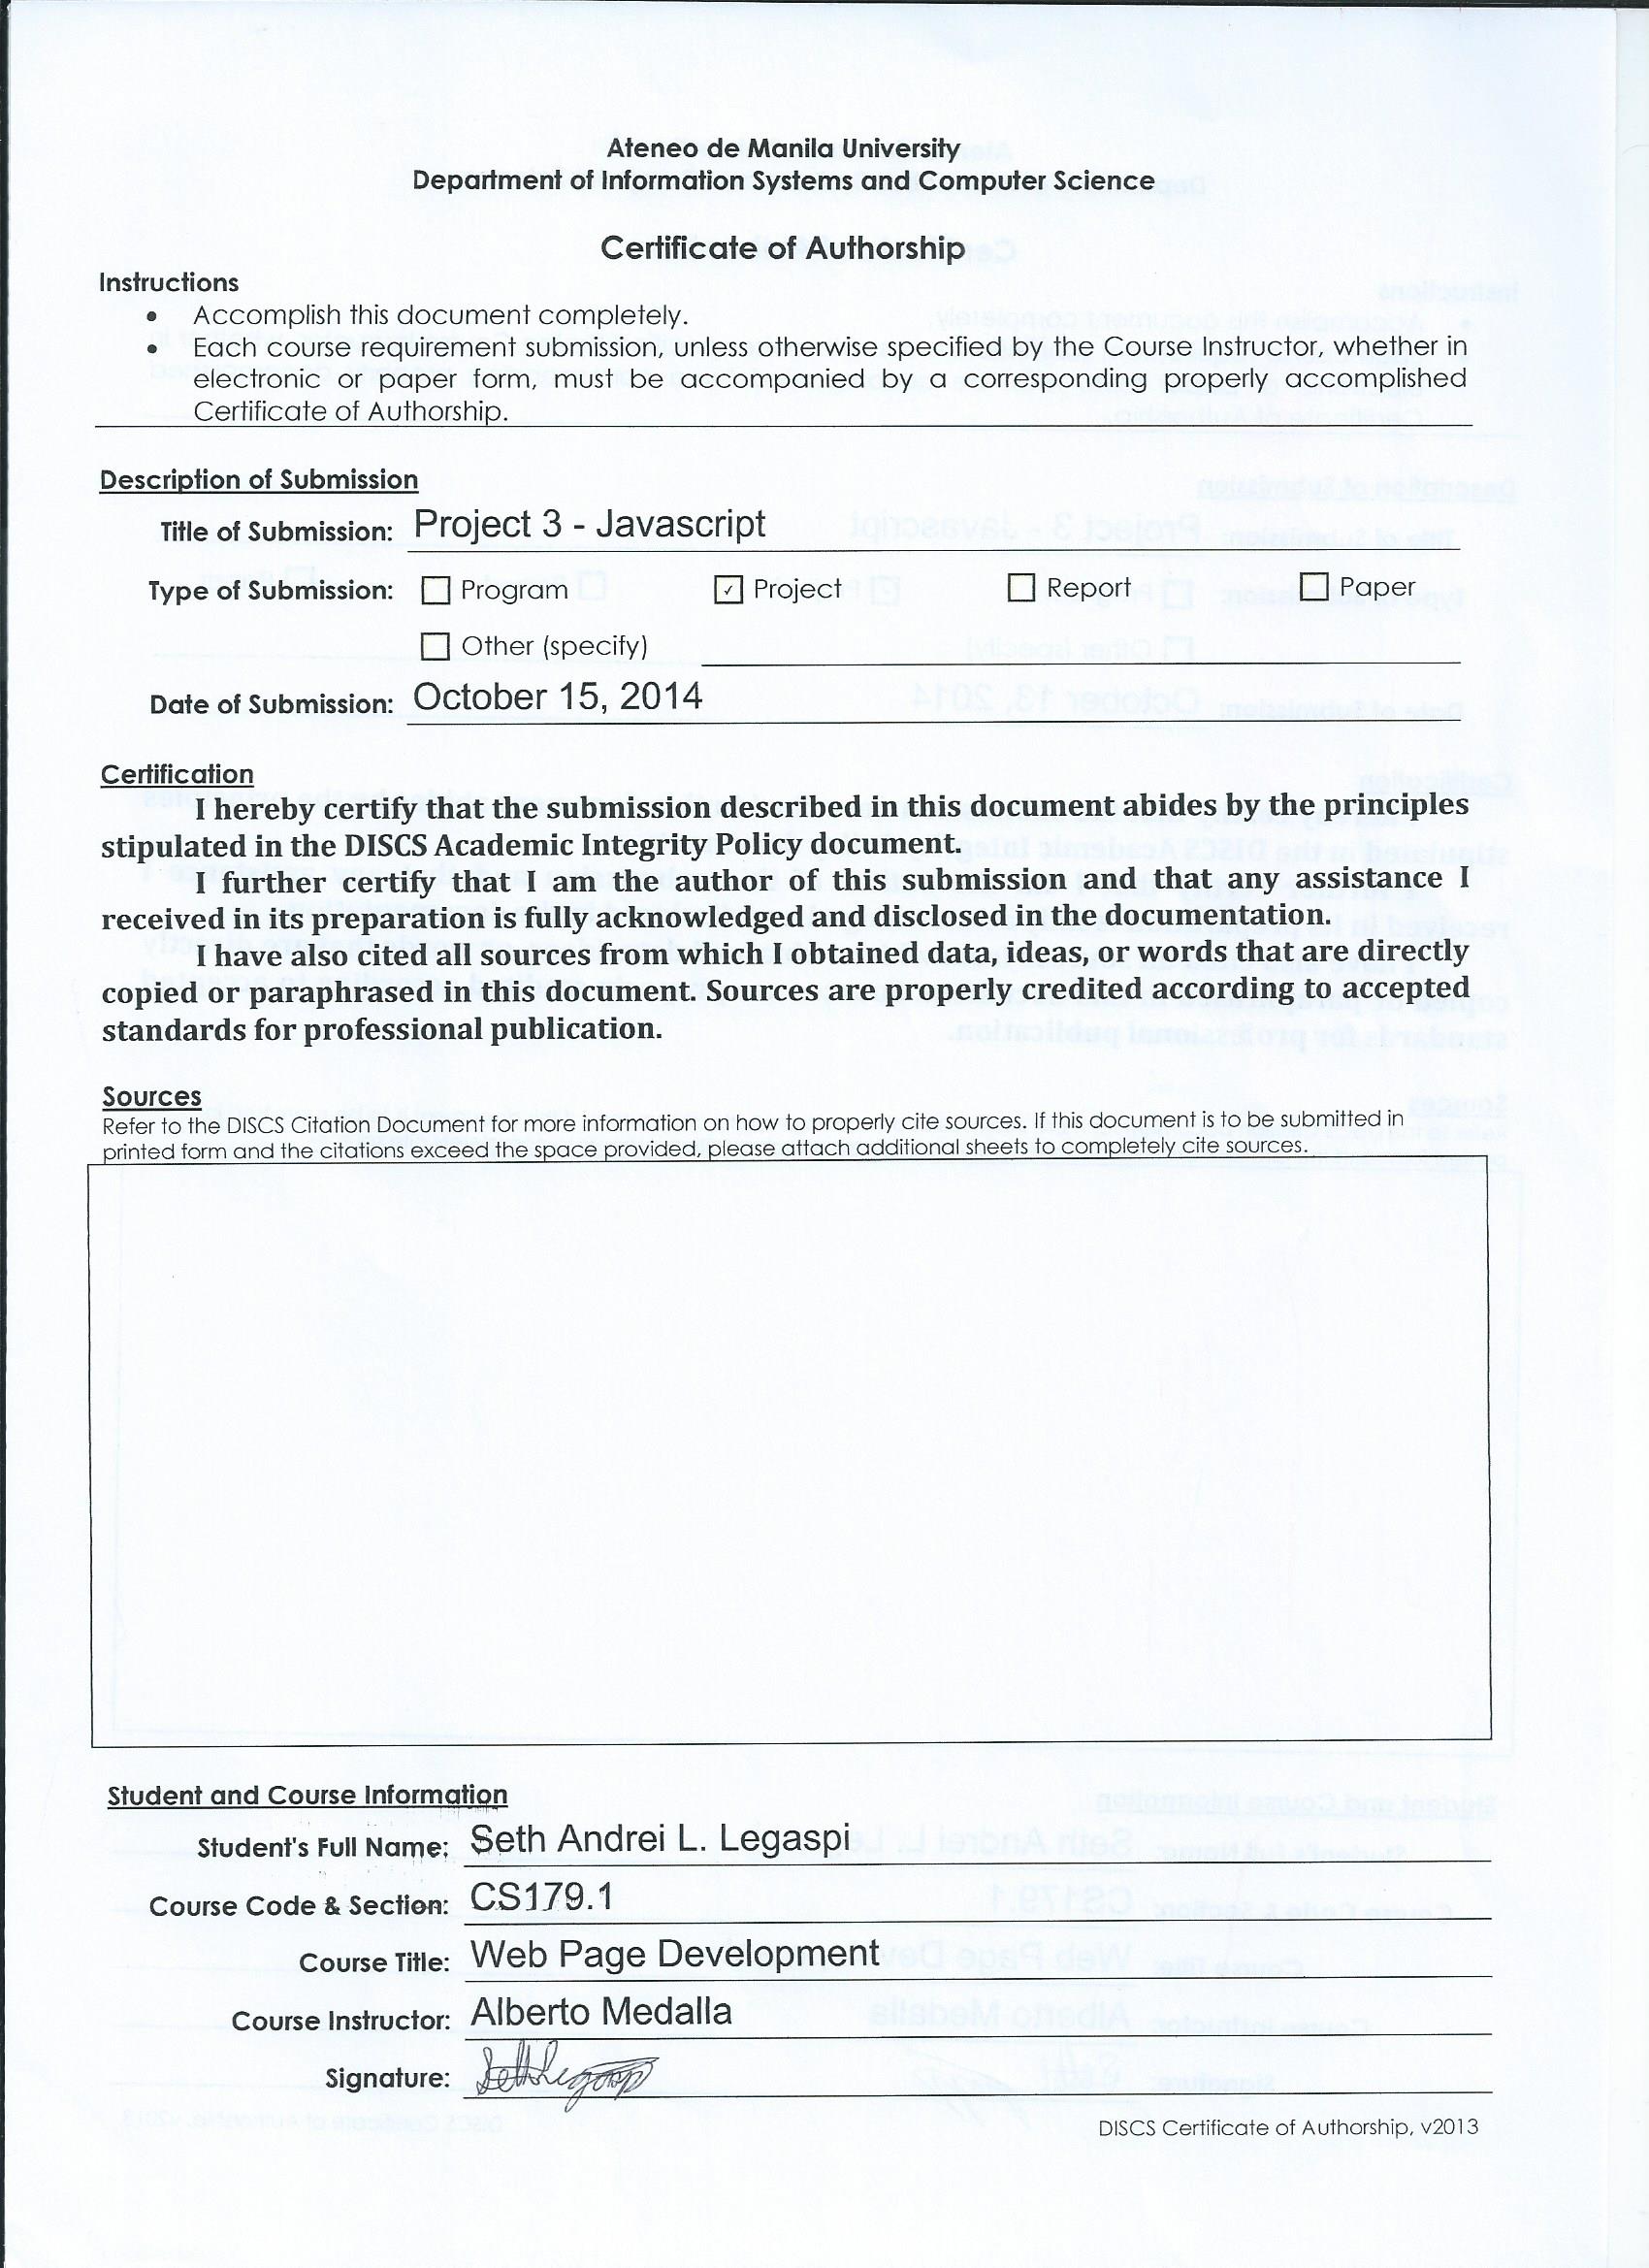 Ateneo de Manila University
Department of Information Systems and Computer Science
Certificate of Authorship
Instructions
• Accomplish this document completely.
• Each course requirement submission, unless otherwise specified by the Course Instructor, whether in
electronic or paper form, must be accompanied by a corresponding properly accomplished
Certificate of Authorship.
Description of Submission
Title of Submission: Project 3 - Javascript
Type of Submission: ☐ Program ☑ Project ☐ Report ☐ Paper
☐ Other (specify)
Date of Submission: October 15, 2014
Certification
I hereby certify that the submission described in this document abides by the principles
stipulated in the DISCS Academic Integrity Policy document.
I further certify that I am the author of this submission and that any assistance I
received in its preparation is fully acknowledged and disclosed in the documentation.
I have also cited all sources from which I obtained data, ideas, or words that are directly
copied or paraphrased in this document. Sources are properly credited according to accepted
standards for professional publication.
Sources
Refer to the DISCS Citation Document for more information on how to properly cite sources. If this document is to be submitted in
printed form and the citations exceed the space provided, please attach additional sheets to completely cite sources.
Student and Course Information
Student's Full Name: Seth Andrei L. Legaspi
Course Code & Section: CS179.1
Course Title: Web Page Development
Course Instructor: Alberto Medalla
Signature: Seth Legaspi
DISCS Certificate of Authorship, v2013